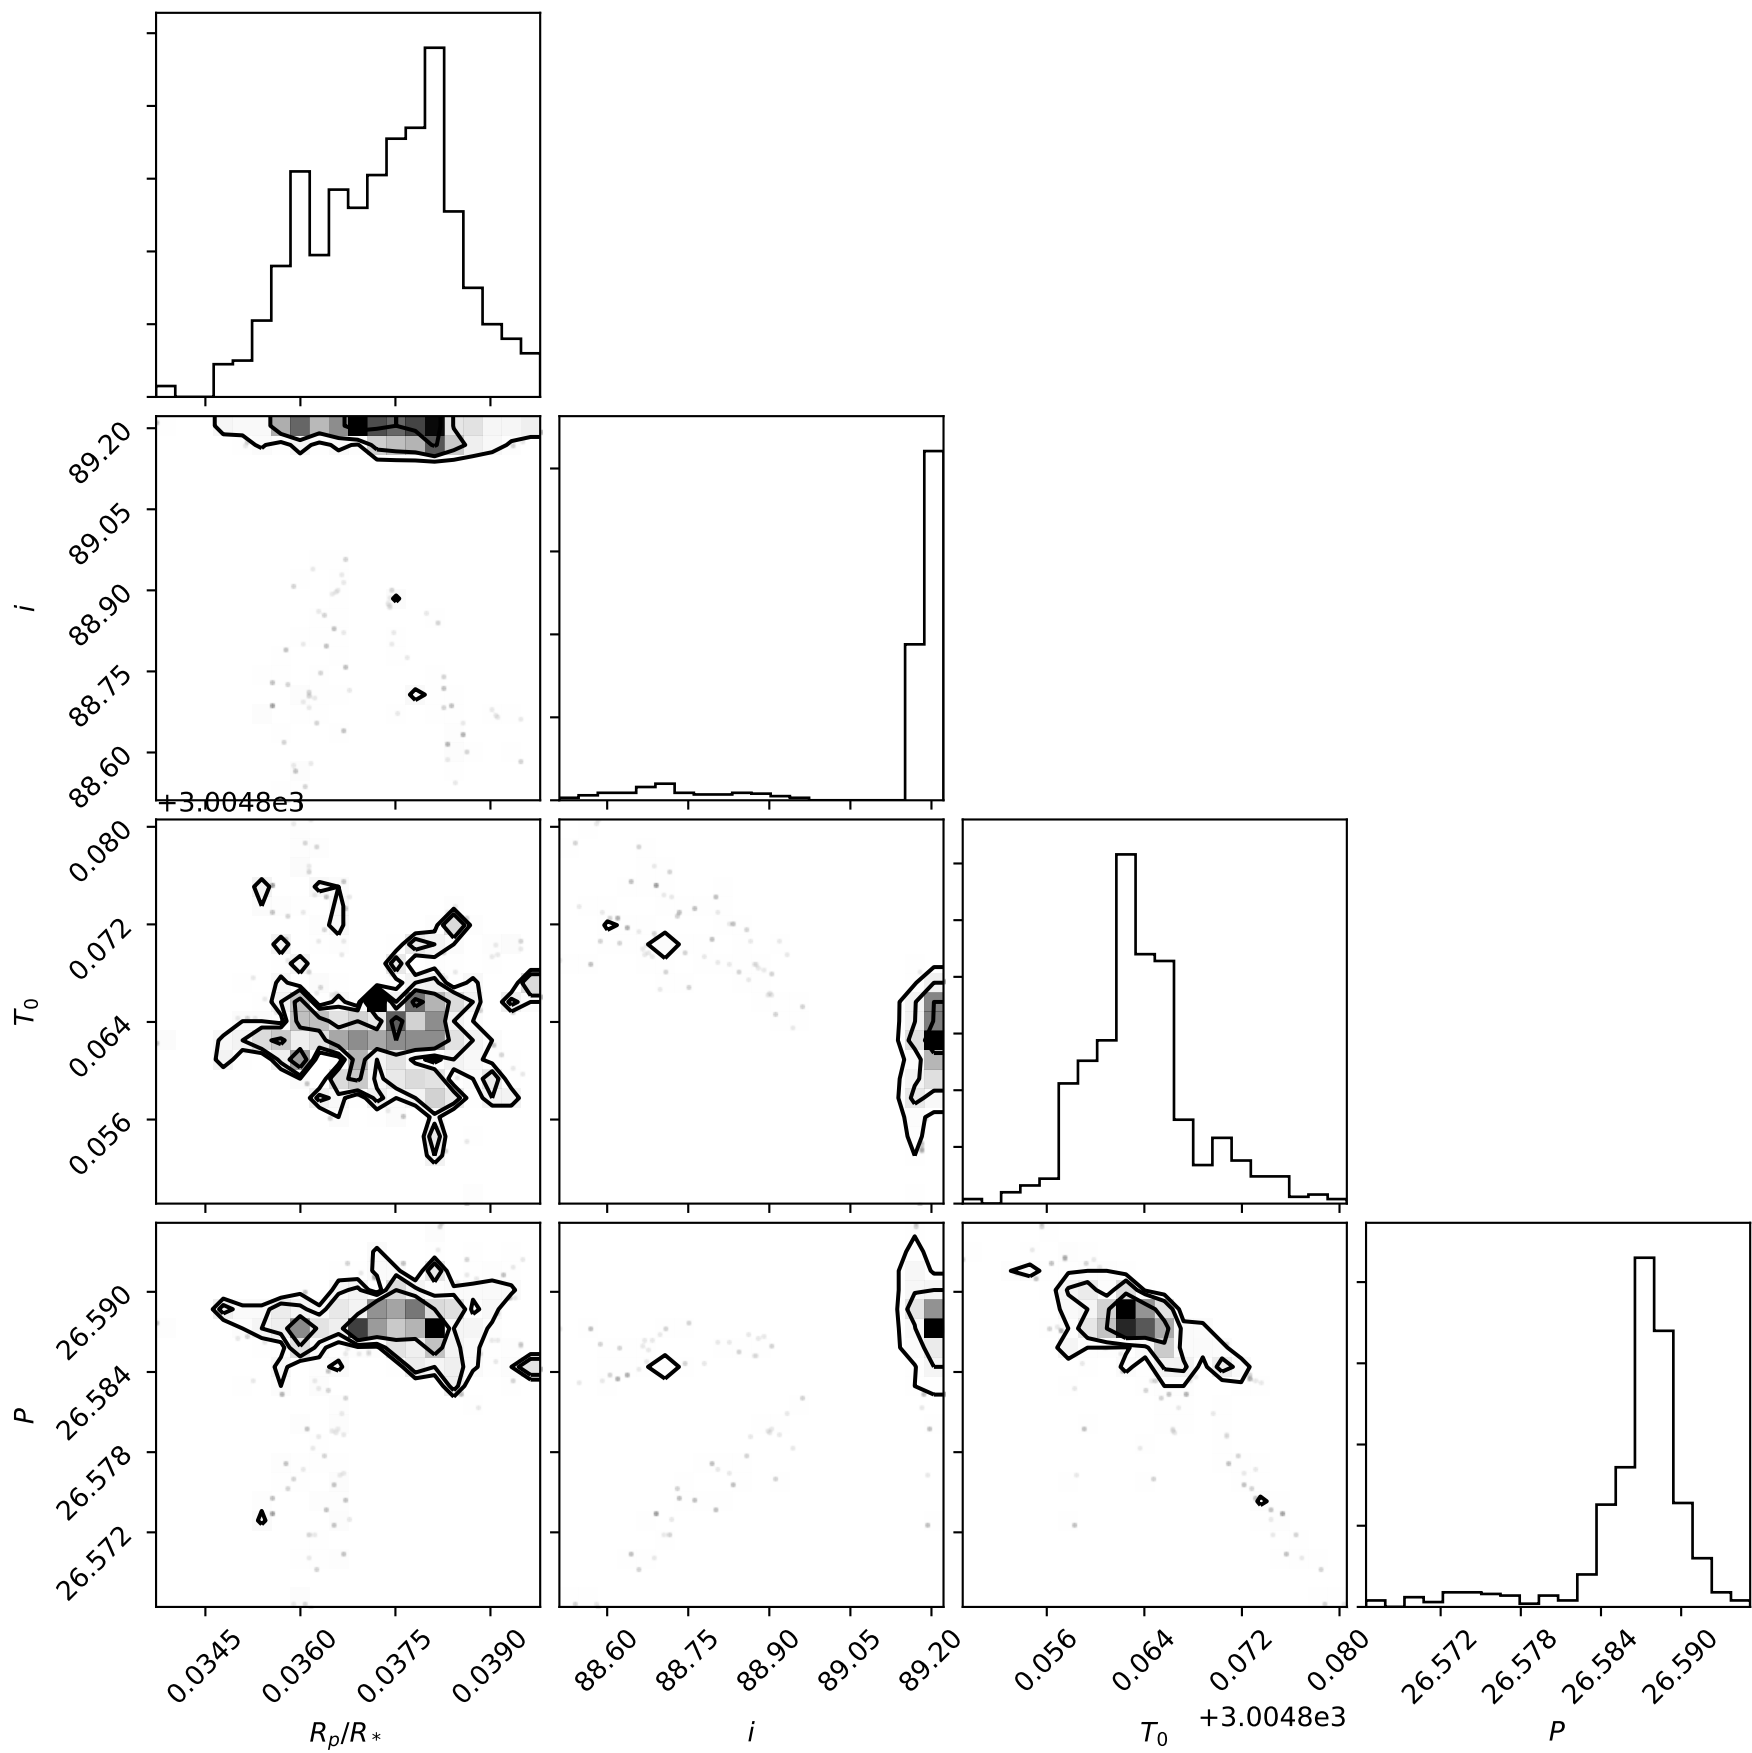 89.20
89.05
88.90
88.75
88.60
i
+3.0048e3
0.080
0.072
0.064
0.056
T₀
26.590
26.584
26.578
26.572
P
0.0345 0.0360 0.0375 0.0390
88.60 88.75 88.90 89.05 89.20
0.056 0.064 0.072 0.080
26.572 26.578 26.584 26.590
+3.0048e3
Rₚ/R* i T₀ P